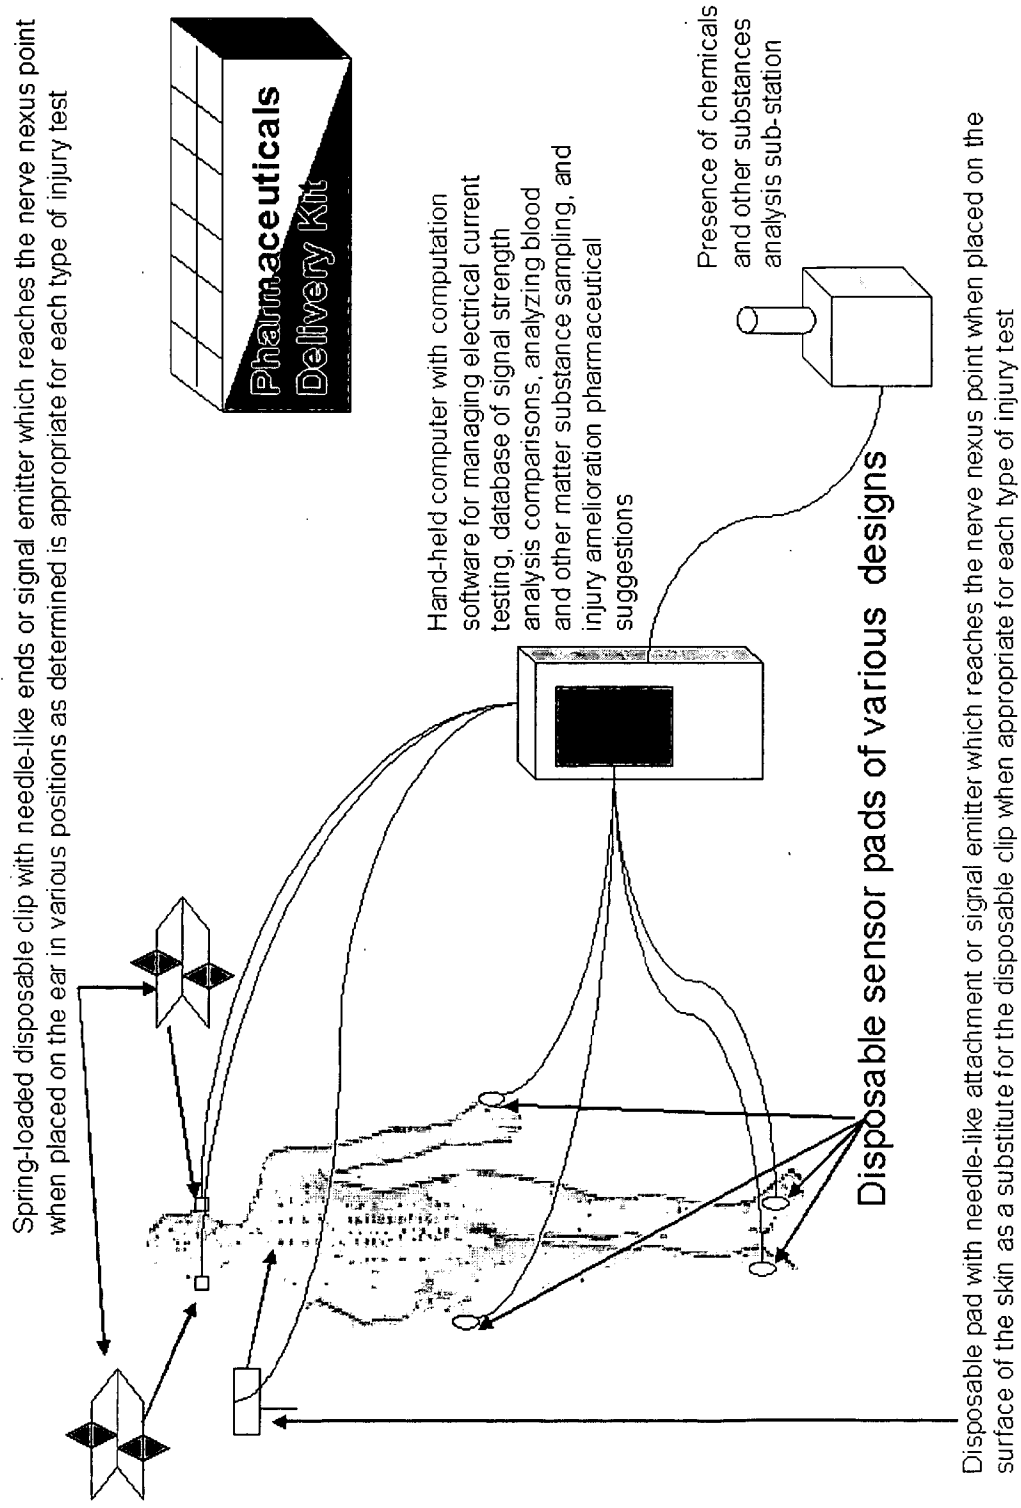 Spring-loaded disposable clip with needle-like ends or signal emitter which reaches the nerve nexus point
when placed on the ear in various positions as determined is appropriate for each type of injury test
Pharmaceuticals
Delivery Kit
Hand-held computer with computation
software for managing electrical current
testing, database of signal strength
analysis comparisons, analyzing blood
and other matter substance sampling, and
injury amelioration pharmaceutical
suggestions
Presence of chemicals
and other substances
analysis sub-station
Disposable sensor pads of various designs
Disposable pad with needle-like attachment or signal emitter which reaches the nerve nexus point when placed on the
surface of the skin as a substitute for the disposable clip when appropriate for each type of injury test